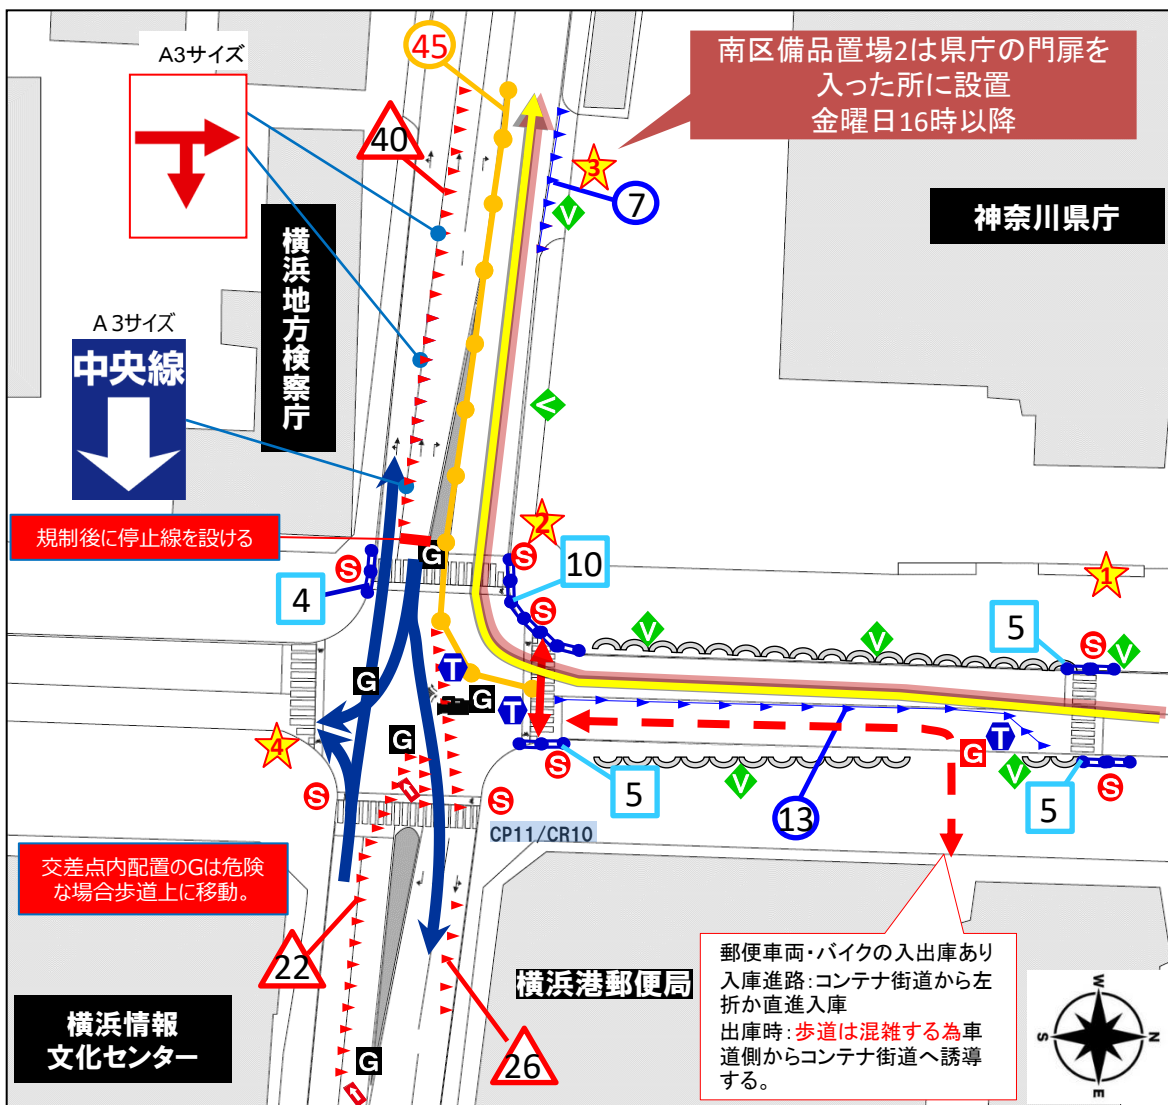 A3サイズ
45
40
南区備品置場2は県庁の門扉を
入った所に設置
金曜日16時以降
3
7
V
神奈川県庁
横浜地方検察庁
A3サイズ
中央線
V
規制後に停止線を設ける
G
2
S
S
4
10
S
1
V
V
5
S
V
G
T
G
T
G
4
T
G
S
S
S
5
V
V
13
5
S
CP11/CR10
交差点内配置のGは危険
な場合歩道上に移動。
22
26
横浜港郵便局
郵便車両・バイクの入出庫あり
入庫進路:コンテナ街道から左
折か直進入庫
出庫時:歩道は混雑する為車
道側からコンテナ街道へ誘導
する。
横浜情報
文化センター
G
W
S
N
E